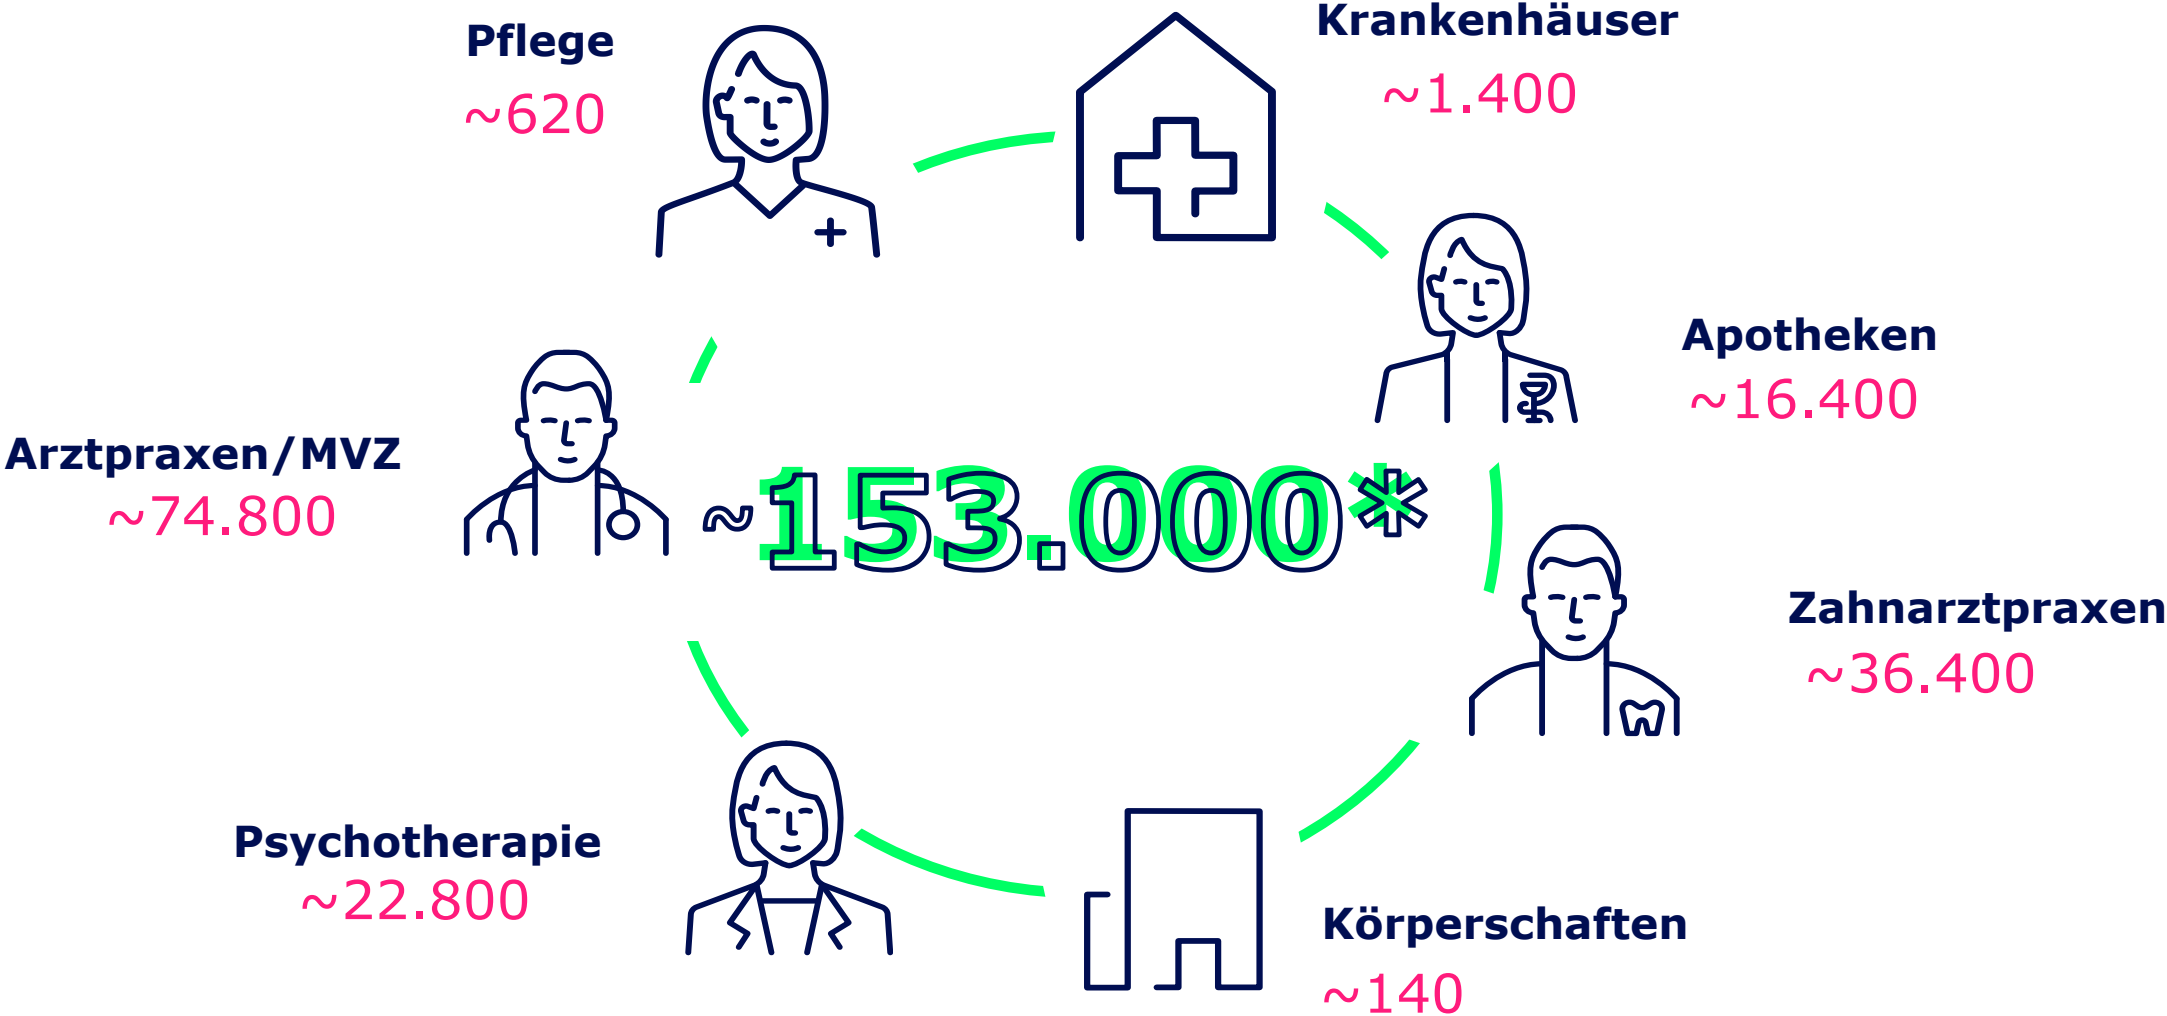 Pflege
~620
Krankenhäuser
~1.400
Apotheken
~16.400
Arztpraxen/MVZ
~74.800
~153.000*
Zahnarztpraxen
~36.400
Psychotherapie
~22.800
Körperschaften
~140